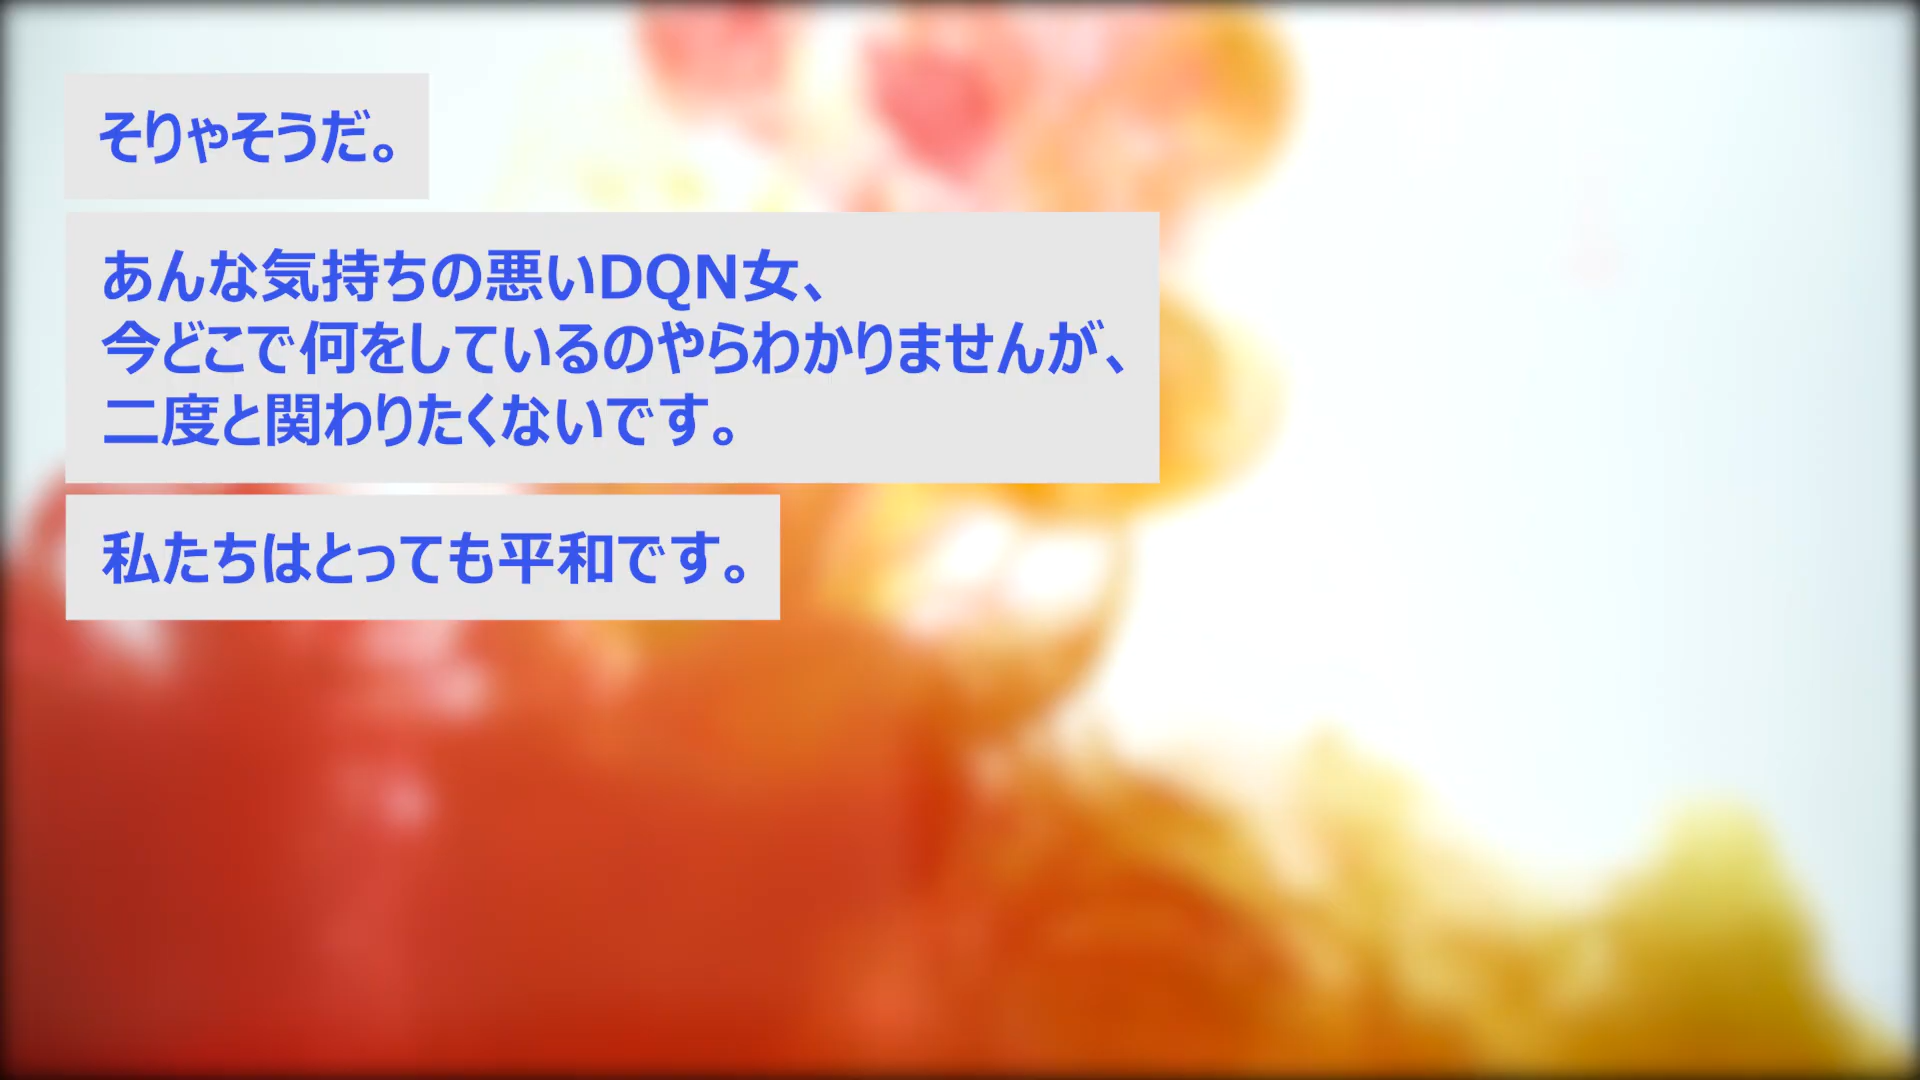 そりゃそうだ。
あんな気持ちの悪いDQN女、
今どこで何をしているのやらわかりませんが、
二度と関わりたくないです。
私たちはとっても平和です。